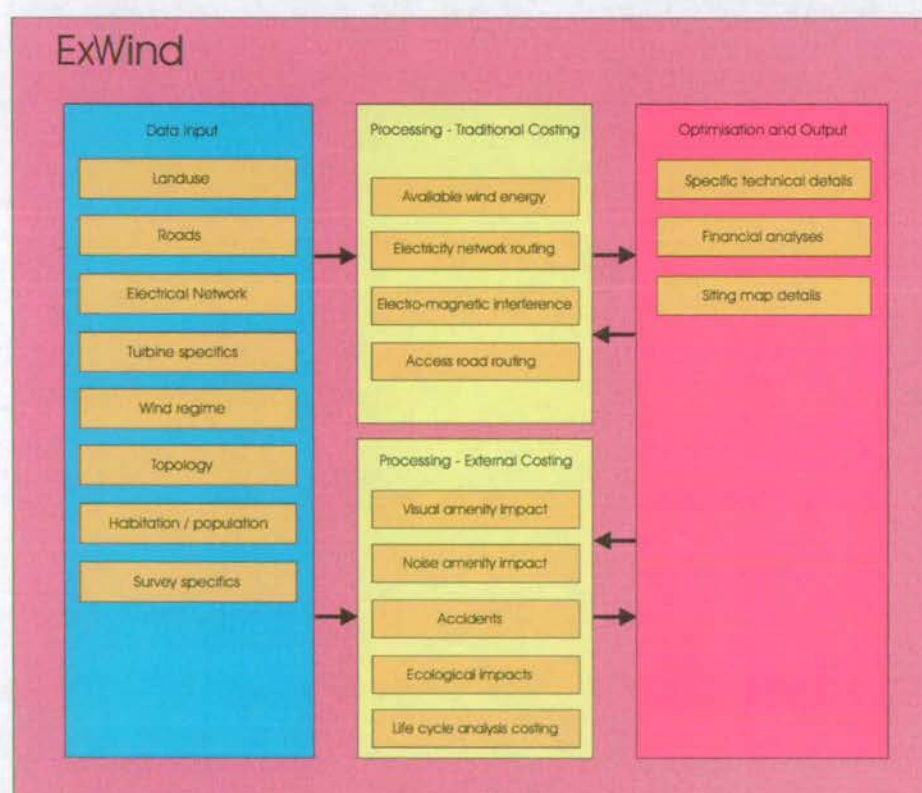 ExWind
Data Input
Landuse
Roads
Electrical Network
Turbine specifics
Wind regime
Topology
Habitation / population
Survey specifics
Processing - Traditional Costing
Available wind energy
Electricity network routing
Electro-magnetic interference
Access road routing
Processing - External Costing
Visual amenity impact
Noise amenity impact
Accidents
Ecological impacts
Life cycle analysis costing
Optimisation and Output
Specific technical details
Financial analyses
Siting map details